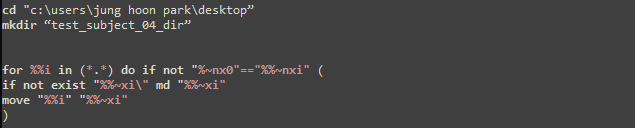 cd "c:\users\jung hoon park\desktop”
mkdir “test_subject_04_dir”
for %%i in (*.*) do if not "%~nx0"=="%%~nxi" (
if not exist "%%~xi\" md "%%~xi"
move "%%i" "%%~xi"
)